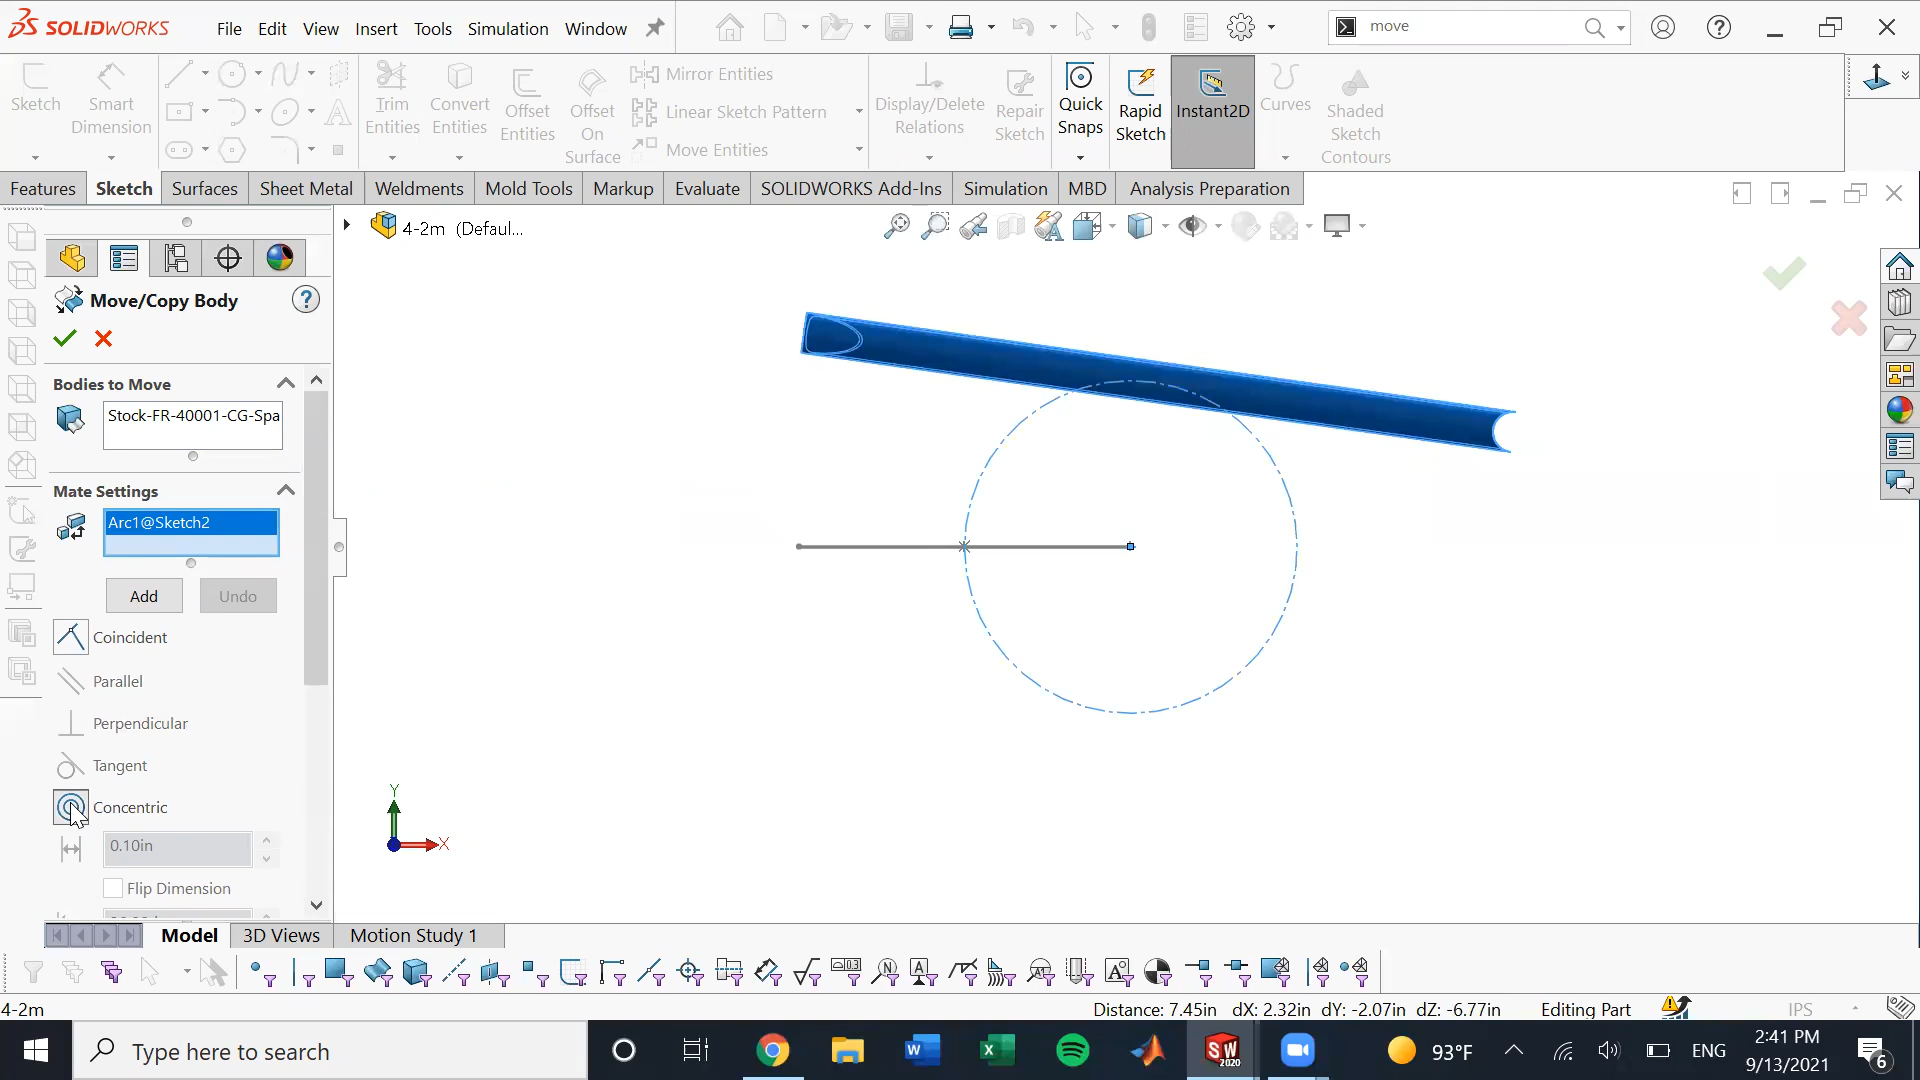 SOLIDWORKS
File Edit View Insert Tools Simulation Window
move
Sketch
Smart Dimension
Trim Entities
Convert Entities
Offset Entities
Offset On Surface
Mirror Entities
Linear Sketch Pattern
Move Entities
Display/Delete Relations
Repair Sketch
Quick Snaps
Rapid Sketch
Instant2D
Curves
Shaded Sketch Contours
Features Sketch Surfaces Sheet Metal Weldments Mold Tools Markup Evaluate SOLIDWORKS Add-Ins Simulation MBD Analysis Preparation
4-2m (Defaul...
Move/Copy Body
Bodies to Move
Stock-FR-40001-CG-Spa
Mate Settings
Arc1@Sketch2
Add Undo
Coincident
Parallel
Perpendicular
Tangent
Concentric
0.10in
Flip Dimension
Y
X
Model 3D Views Motion Study 1
4-2m
Distance: 7.45in dX: 2.32in dY: -2.07in dZ: -6.77in Editing Part IPS
Type here to search
SW 2020
93°F
ENG
2:41 PM
9/13/2021
6